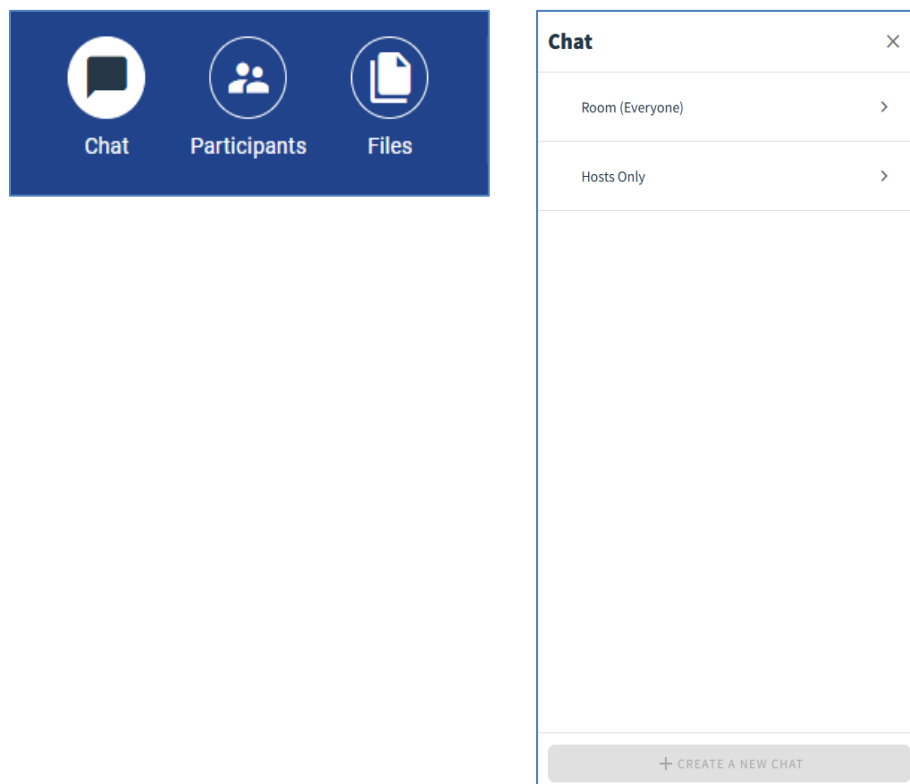 Chat Participants Files
Chat
Room (Everyone)
Hosts Only
CREATE A NEW CHAT